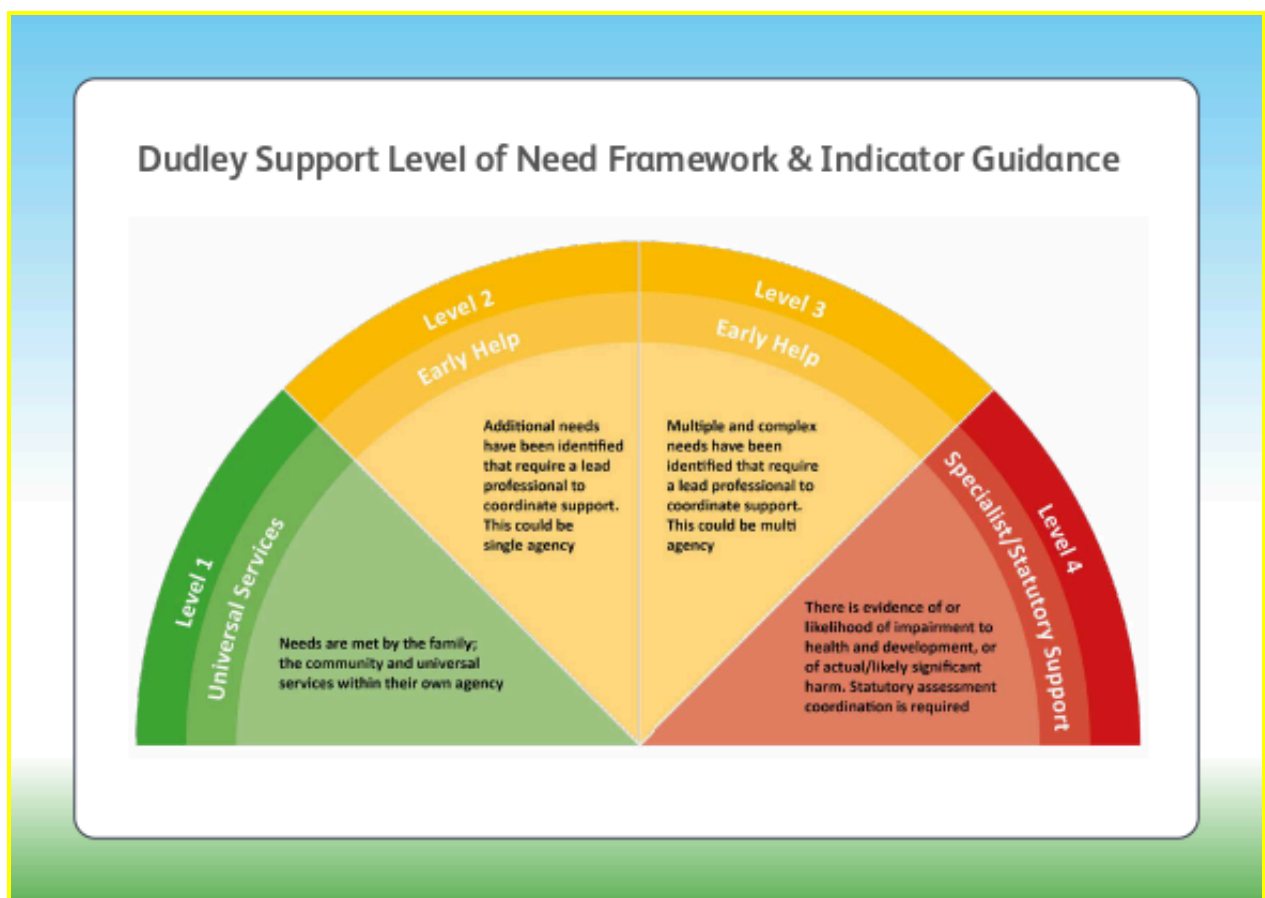 Dudley Support Level of Need Framework & Indicator Guidance
Level 1
Universal Services
Needs are met by the family;
the community and universal
services within their own agency
Level 2
Early Help
Additional needs
have been identified
that require a lead
professional to
coordinate support.
This could be
single agency
Level 3
Early Help
Multiple and complex
needs have been
identified that require
a lead professional to
coordinate support.
This could be multi
agency
Level 4
Specialist/Statutory Support
There is evidence of or
likelihood of impairment to
health and development, or
of actual/likely significant
harm. Statutory assessment
coordination is required